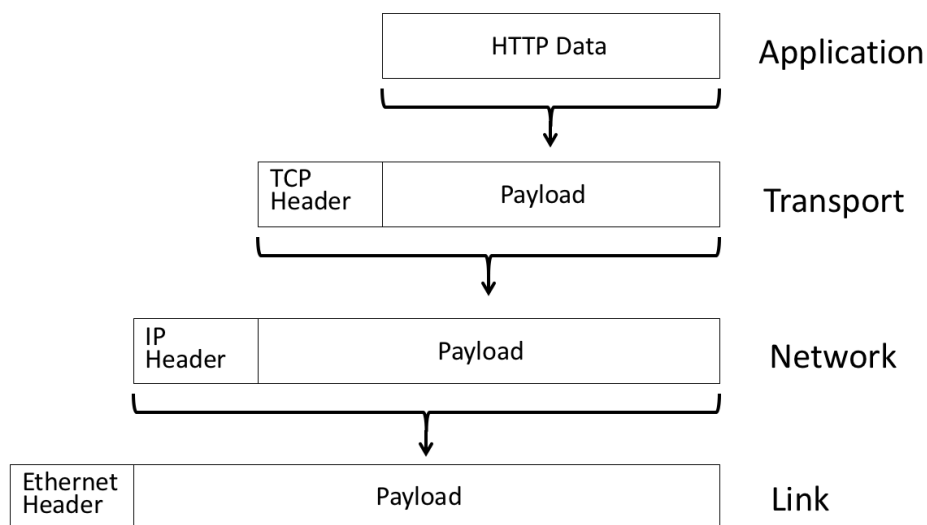 HTTP Data
Application
TCP
Header
Payload
Transport
IP
Header
Payload
Network
Ethernet
Header
Payload
Link